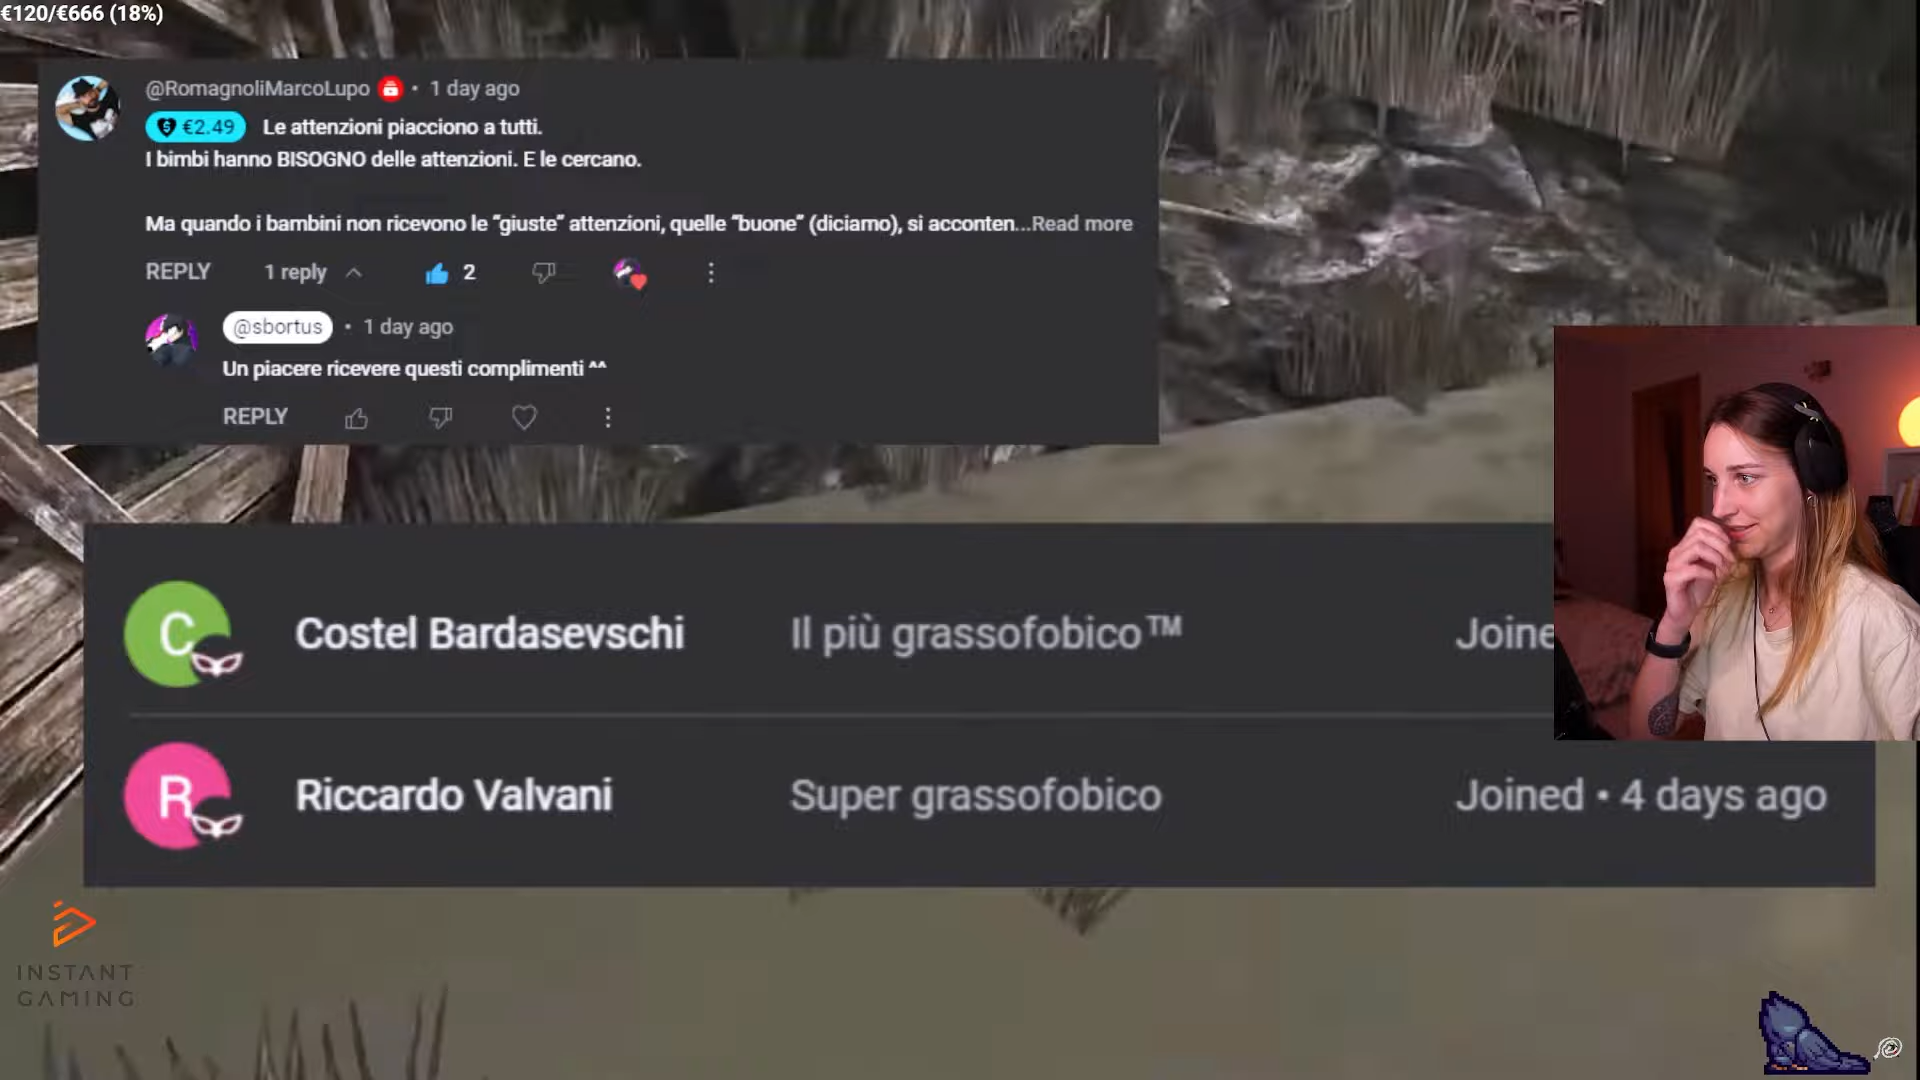 €120/€666 (18%)
@RomagnoliMarcoLupo • 1 day ago
€2.49 Le attenzioni piacciono a tutti.
I bimbi hanno BISOGNO delle attenzioni. E le cercano.
Ma quando i bambini non ricevono le “giuste” attenzioni, quelle “buone” (diciamo), si acconten...Read more
REPLY 1 reply 2
@sbortus • 1 day ago
Un piacere ricevere questi complimenti ^^
REPLY
C Costel Bardasevschi Il più grassofobico™ Joine
R Riccardo Valvani Super grassofobico Joined • 4 days ago
INSTANT
GAMING